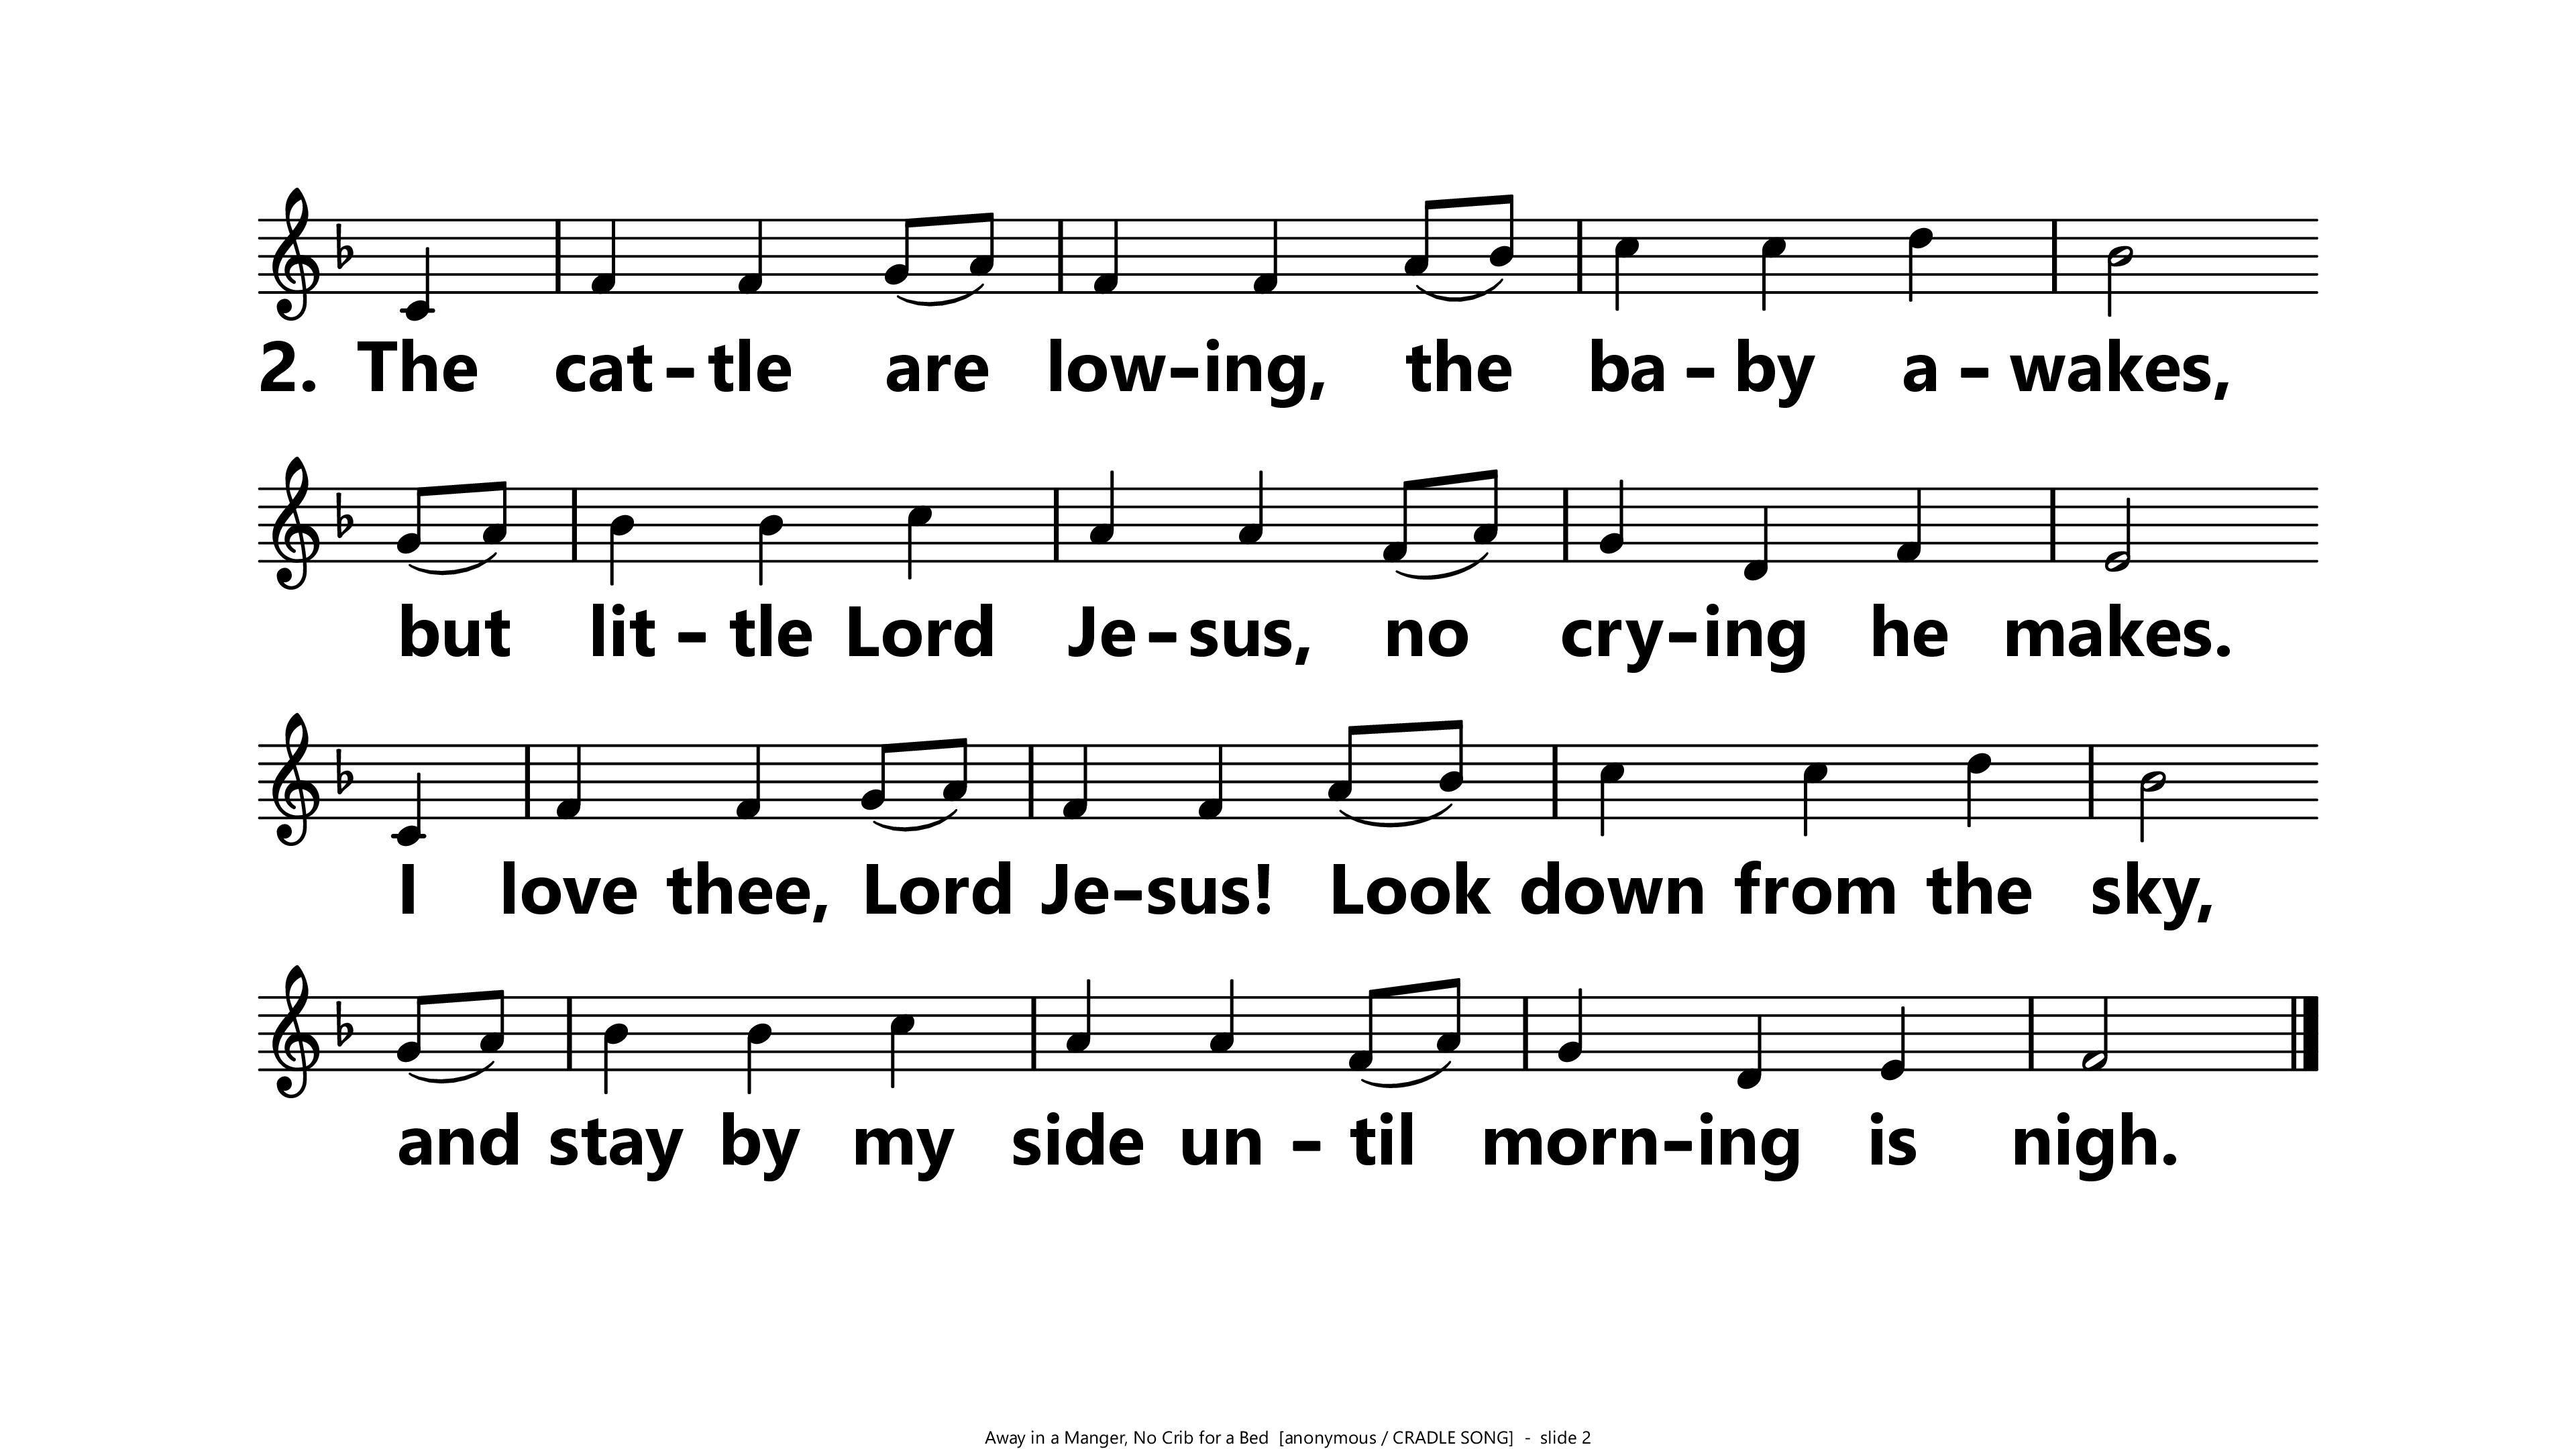 2. The cat-tle are low-ing, the ba-by a-wakes,
but lit-tle Lord Je-sus, no cry-ing he makes.
I love thee, Lord Je-sus! Look down from the sky,
and stay by my side un-til morn-ing is nigh.
Away in a Manger, No Crib for a Bed [anonymous / CRADLE SONG] - slide 2